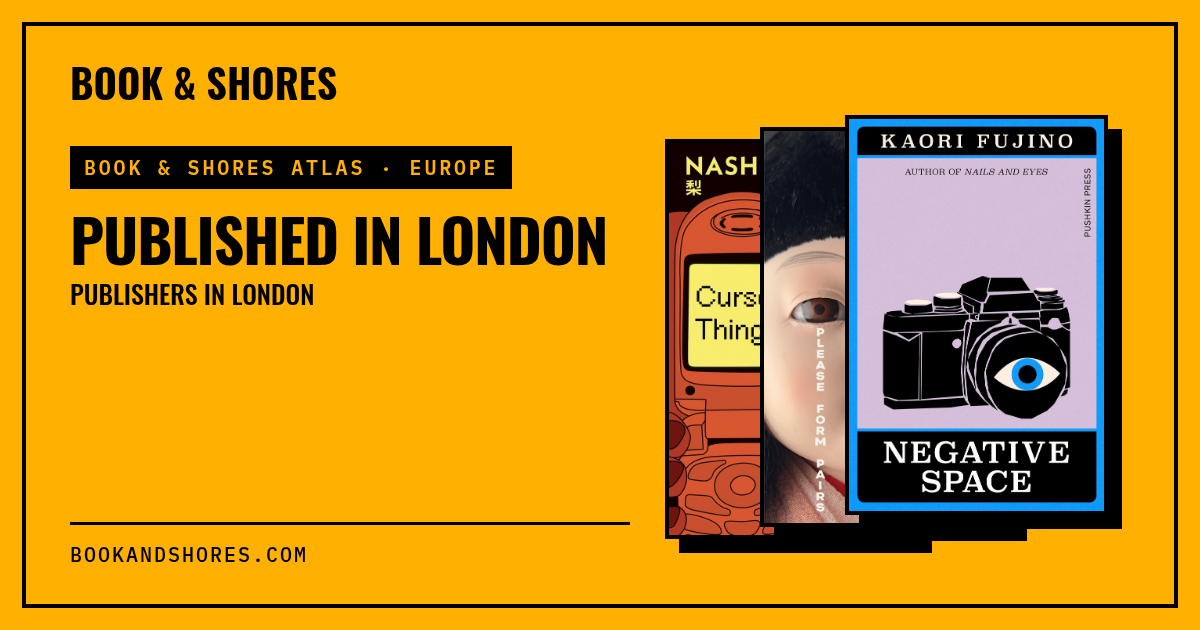 BOOK & SHORES
BOOK & SHORES ATLAS · EUROPE
PUBLISHED IN LONDON
PUBLISHERS IN LONDON
BOOKANDSHORES.COM
NASH
梨
Curs
Thing
PLEASE FORM PAIRS
KAORI FUJINO
AUTHOR OF NAILS AND EYES
PUSHKIN PRESS
NEGATIVE
SPACE